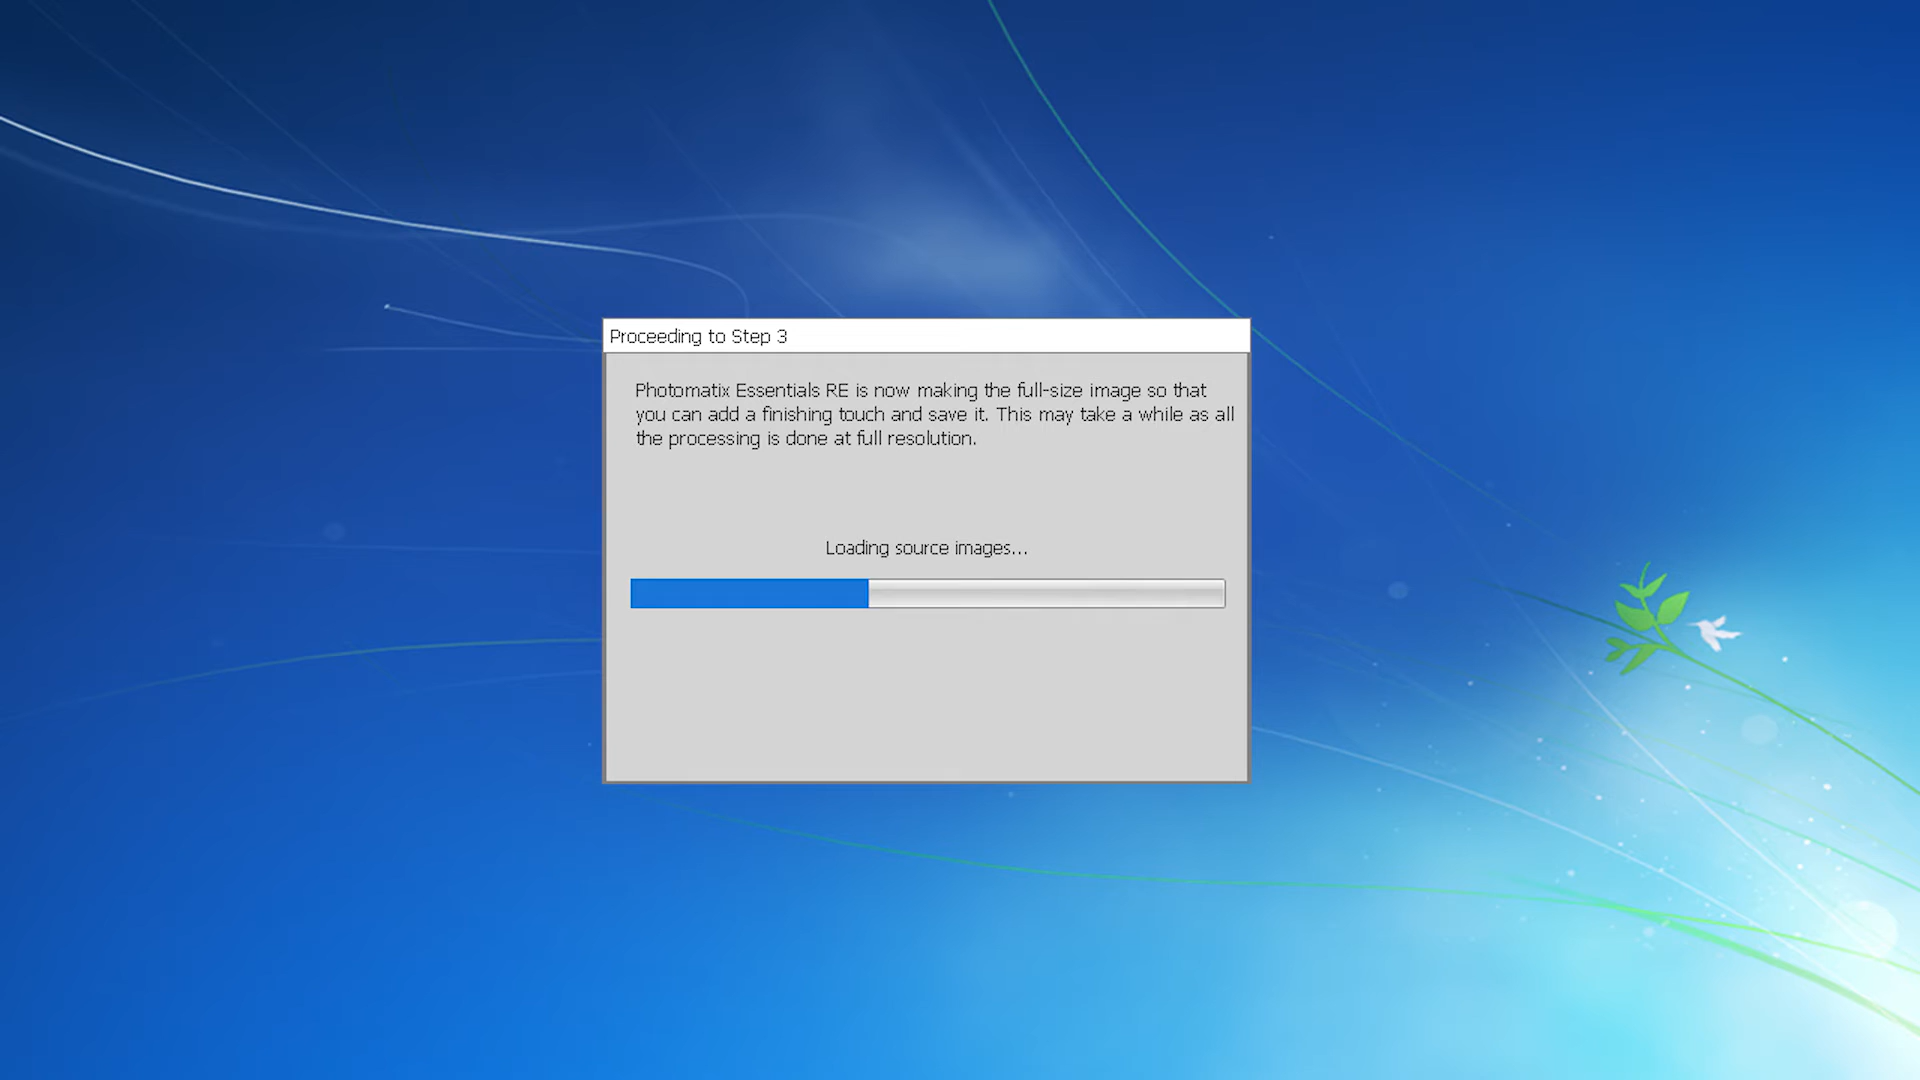 Proceeding to Step 3
Photomatix Essentials RE is now making the full-size image so that
you can add a finishing touch and save it. This may take a while as all
the processing is done at full resolution.
Loading source images...